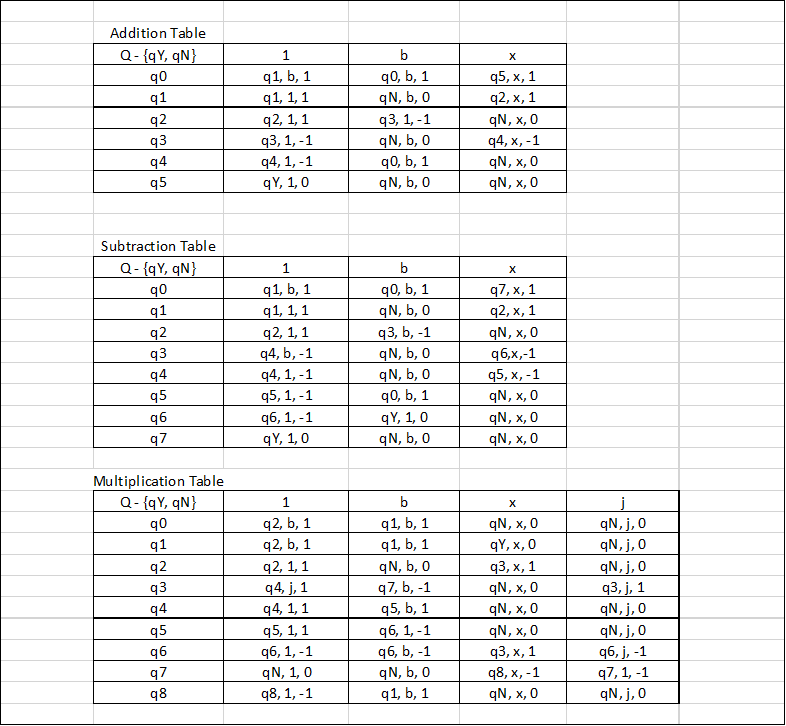 Addition Table
Q - {qY, qN} 1 b x
q0 q1, b, 1 q0, b, 1 q5, x, 1
q1 q1, 1, 1 qN, b, 0 q2, x, 1
q2 q2, 1, 1 q3, 1, -1 qN, x, 0
q3 q3, 1, -1 qN, b, 0 q4, x, -1
q4 q4, 1, -1 q0, b, 1 qN, x, 0
q5 qY, 1, 0 qN, b, 0 qN, x, 0
Subtraction Table
Q - {qY, qN} 1 b x
q0 q1, b, 1 q0, b, 1 q7, x, 1
q1 q1, 1, 1 qN, b, 0 q2, x, 1
q2 q2, 1, 1 q3, b, -1 qN, x, 0
q3 q4, b, -1 qN, b, 0 q6,x,-1
q4 q4, 1, -1 qN, b, 0 q5, x, -1
q5 q5, 1, -1 q0, b, 1 qN, x, 0
q6 q6, 1, -1 qY, 1, 0 qN, x, 0
q7 qY, 1, 0 qN, b, 0 qN, x, 0
Multiplication Table
Q - {qY, qN} 1 b x j
q0 q2, b, 1 q1, b, 1 qN, x, 0 qN, j, 0
q1 q2, b, 1 q1, b, 1 qY, x, 0 qN, j, 0
q2 q2, 1, 1 qN, b, 0 q3, x, 1 qN, j, 0
q3 q4, j, 1 q7, b, -1 qN, x, 0 q3, j, 1
q4 q4, 1, 1 q5, b, 1 qN, x, 0 qN, j, 0
q5 q5, 1, 1 q6, 1, -1 qN, x, 0 qN, j, 0
q6 q6, 1, -1 q6, b, -1 q3, x, 1 q6, j, -1
q7 qN, 1, 0 qN, b, 0 q8, x, -1 q7, 1, -1
q8 q8, 1, -1 q1, b, 1 qN, x, 0 qN, j, 0